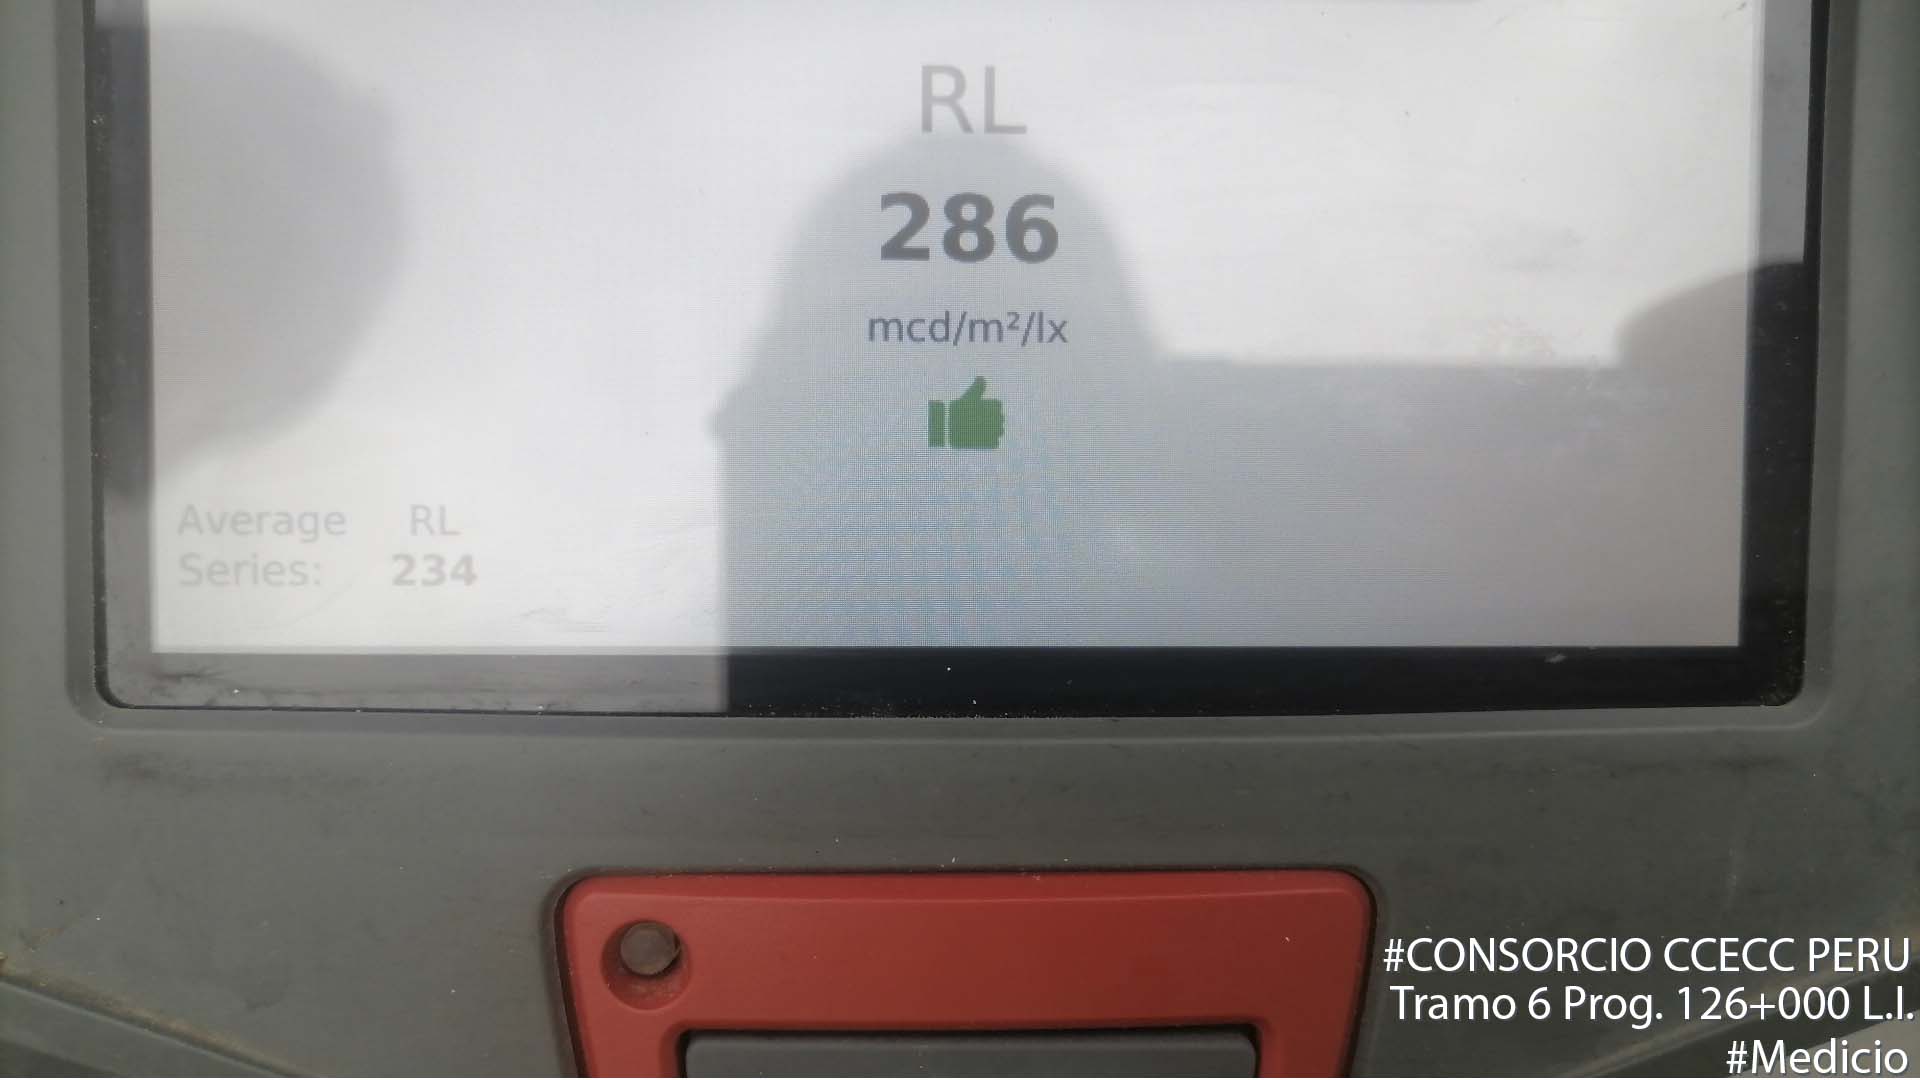 RL
286
mcd/m²/lx
Average RL
Series: 234
#CONSORCIO CCECC PERU
Tramo 6 Prog. 126+000 L.I.
#Medicio